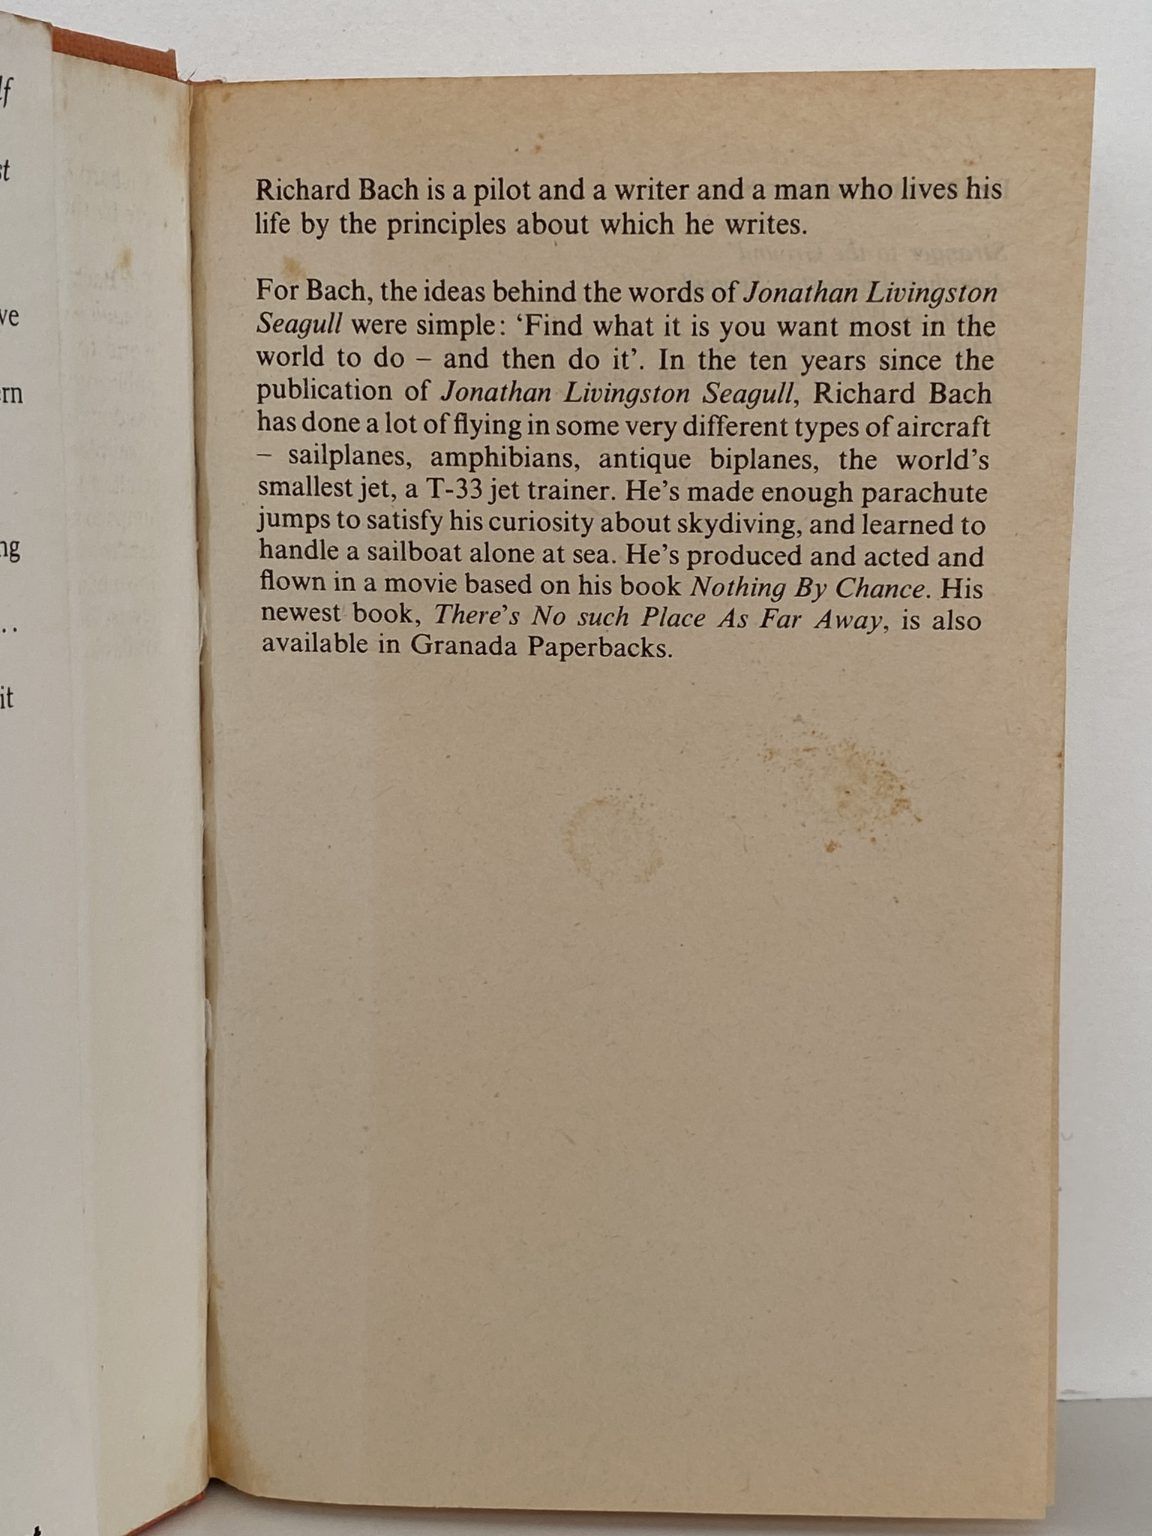 lf
st
ve
rn
ng
..
it
Richard Bach is a pilot and a writer and a man who lives his
life by the principles about which he writes.
For Bach, the ideas behind the words of Jonathan Livingston
Seagull were simple: ‘Find what it is you want most in the
world to do – and then do it’. In the ten years since the
publication of Jonathan Livingston Seagull, Richard Bach
has done a lot of flying in some very different types of aircraft
– sailplanes, amphibians, antique biplanes, the world’s
smallest jet, a T-33 jet trainer. He’s made enough parachute
jumps to satisfy his curiosity about skydiving, and learned to
handle a sailboat alone at sea. He’s produced and acted and
flown in a movie based on his book Nothing By Chance. His
newest book, There’s No such Place As Far Away, is also
available in Granada Paperbacks.